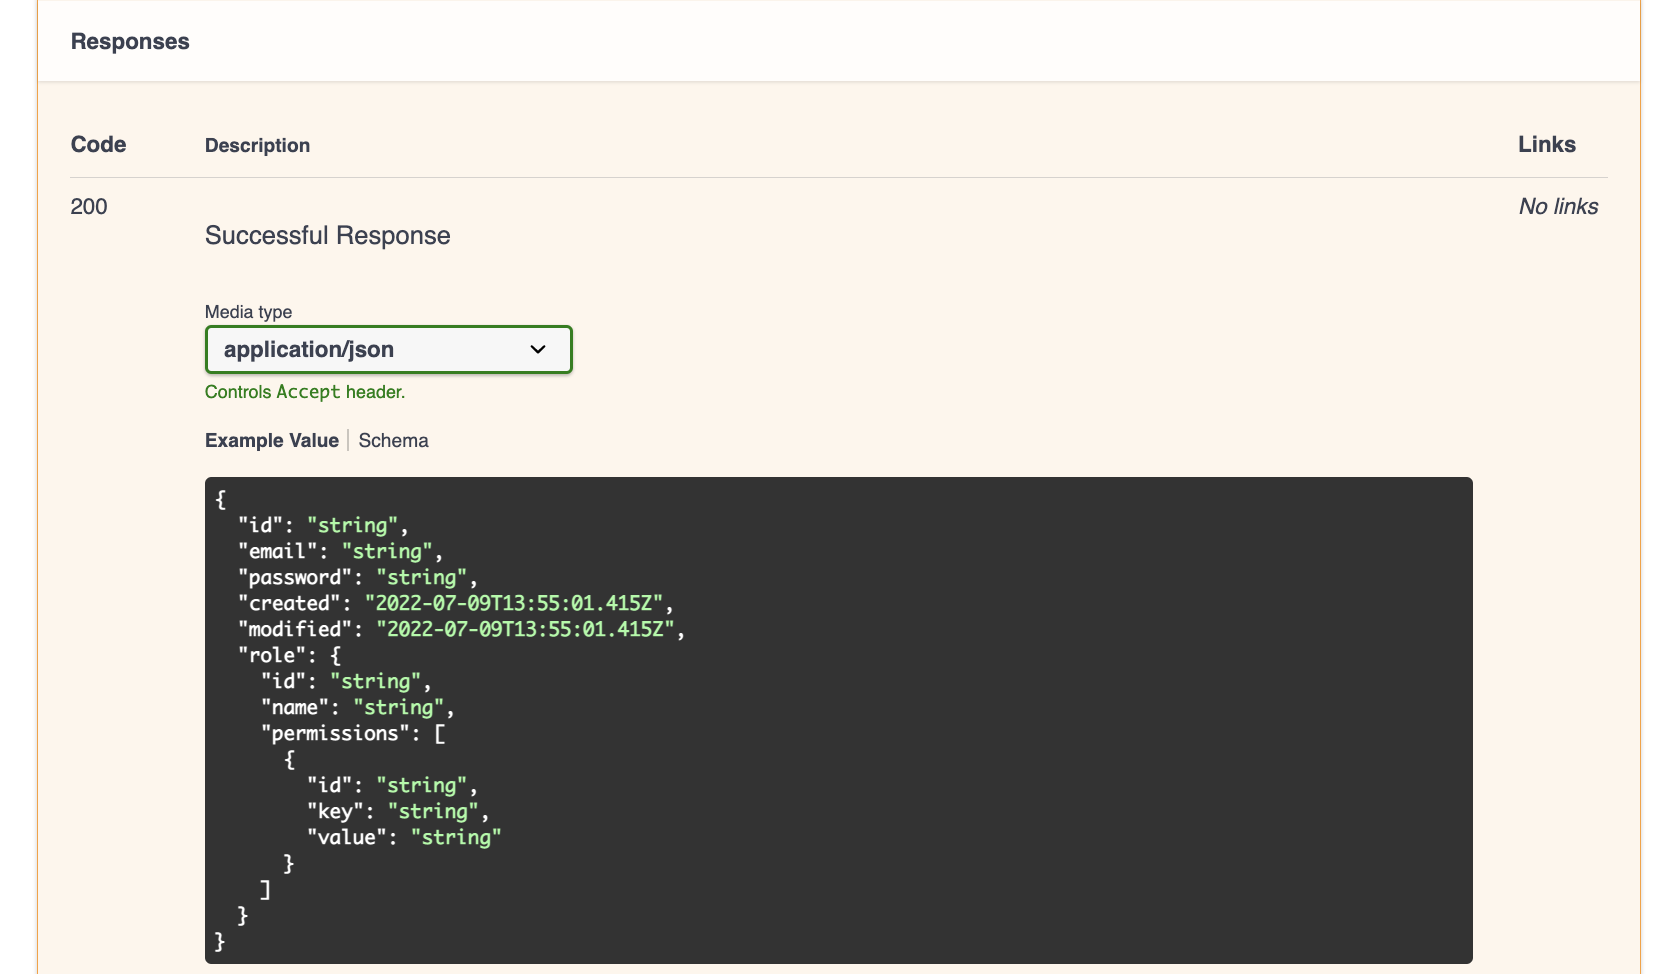 Responses
Code Description Links
200 No links
Successful Response
Media type
application/json
Controls Accept header.
Example Value Schema
{
  "id": "string",
  "email": "string",
  "password": "string",
  "created": "2022-07-09T13:55:01.415Z",
  "modified": "2022-07-09T13:55:01.415Z",
  "role": {
    "id": "string",
    "name": "string",
    "permissions": [
      {
        "id": "string",
        "key": "string",
        "value": "string"
      }
    ]
  }
}